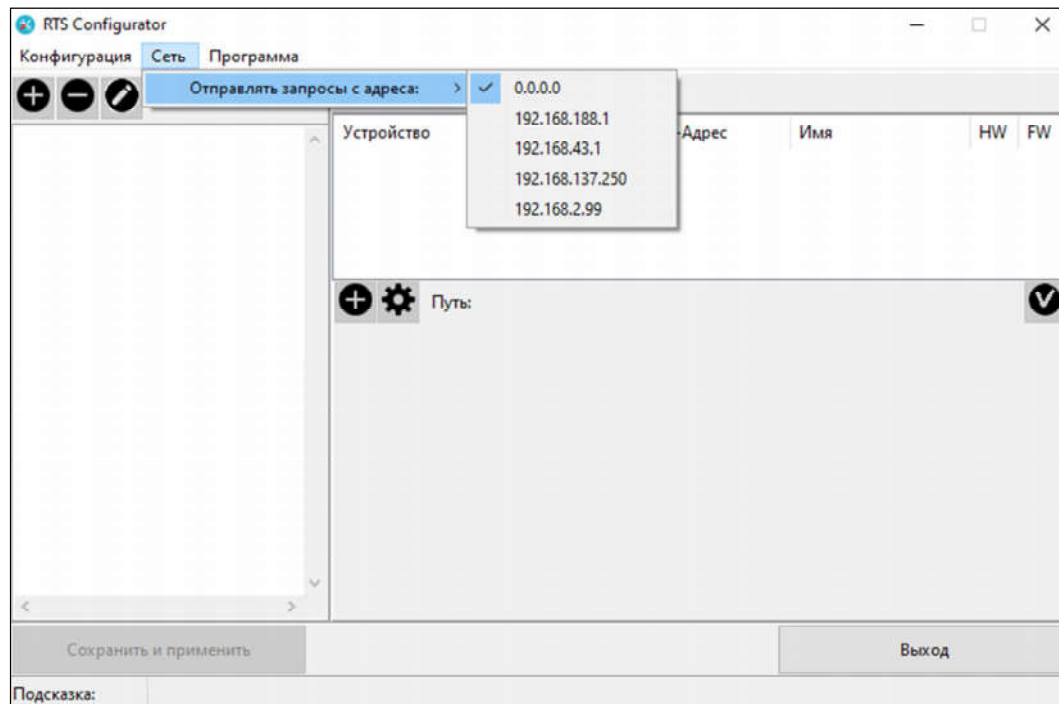 RTS Configurator
Конфигурация Сеть Программа
Отправлять запросы с адреса:
0.0.0.0
192.168.188.1
192.168.43.1
192.168.137.250
192.168.2.99
Устройство -Адрес Имя HW FW
Путь:
Сохранить и применить Выход
Подсказка: